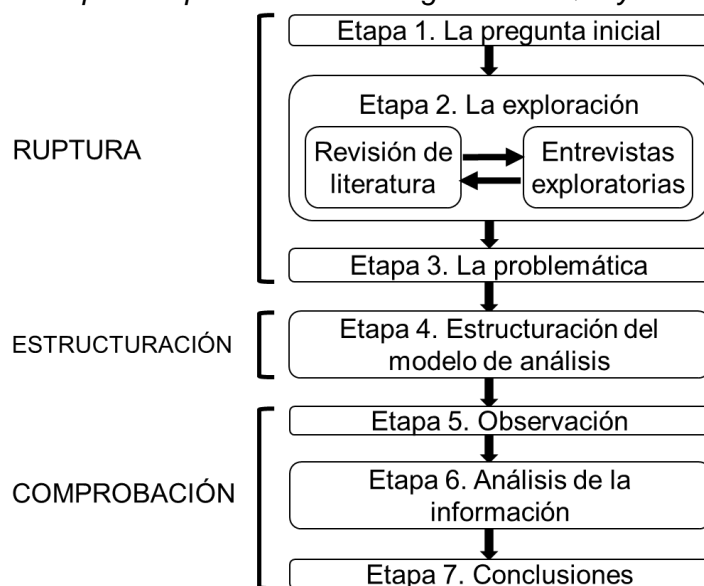 Etapa 1. La pregunta inicial
Etapa 2. La exploración
RUPTURA
Revisión de
literatura
Entrevistas
exploratorias
Etapa 3. La problemática
ESTRUCTURACIÓN
Etapa 4. Estructuración del
modelo de análisis
Etapa 5. Observación
COMPROBACIÓN
Etapa 6. Análisis de la
información
Etapa 7. Conclusiones